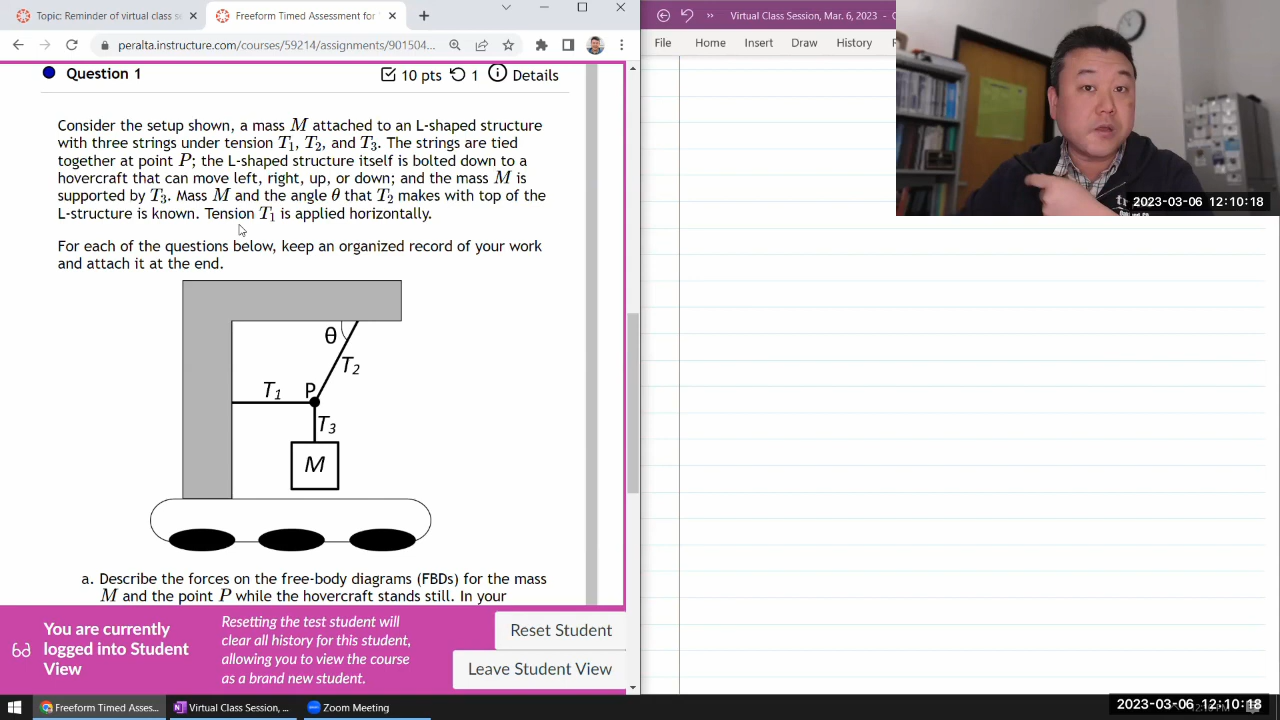 Topic: Reminder of virtual class s
Freeform Timed Assessment for
peralta.instructure.com/courses/59214/assignments/901504...
Virtual Class Session, Mar. 6, 2023
File Home Insert Draw History
Question 1
10 pts 1 Details
Consider the setup shown, a mass M attached to an L-shaped structure
with three strings under tension T1, T2, and T3. The strings are tied
together at point P; the L-shaped structure itself is bolted down to a
hovercraft that can move left, right, up, or down; and the mass M is
supported by T3. Mass M and the angle θ that T2 makes with top of the
L-structure is known. Tension T1 is applied horizontally.
For each of the questions below, keep an organized record of your work
and attach it at the end.
θ
T2
T1 P
T3
M
a. Describe the forces on the free-body diagrams (FBDs) for the mass
M and the point P while the hovercraft stands still. In your
You are currently
logged into Student
View
Resetting the test student will
clear all history for this student,
allowing you to view the course
as a brand new student.
Reset Student
Leave Student View
2023-03-06 12:10:18
Freeform Timed Asses...
Virtual Class Session, ...
Zoom Meeting
2023-03-06 12:10:18